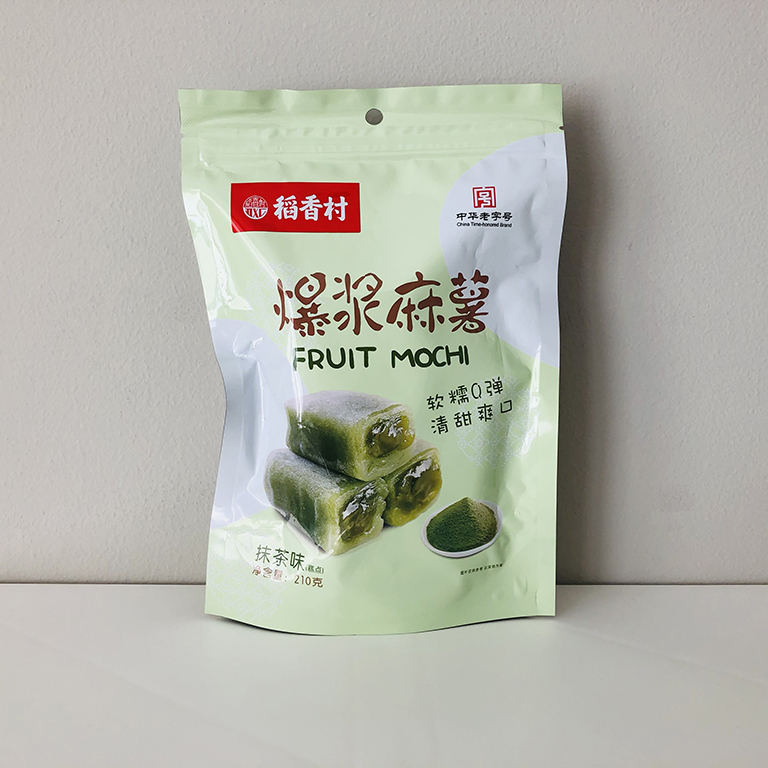 DXC
稻香村
中华老字号
China Time-honored Brand
爆浆麻薯
FRUIT MOCHI
软糯Q弹
清甜爽口
抹茶味(糕点)
净含量：210克